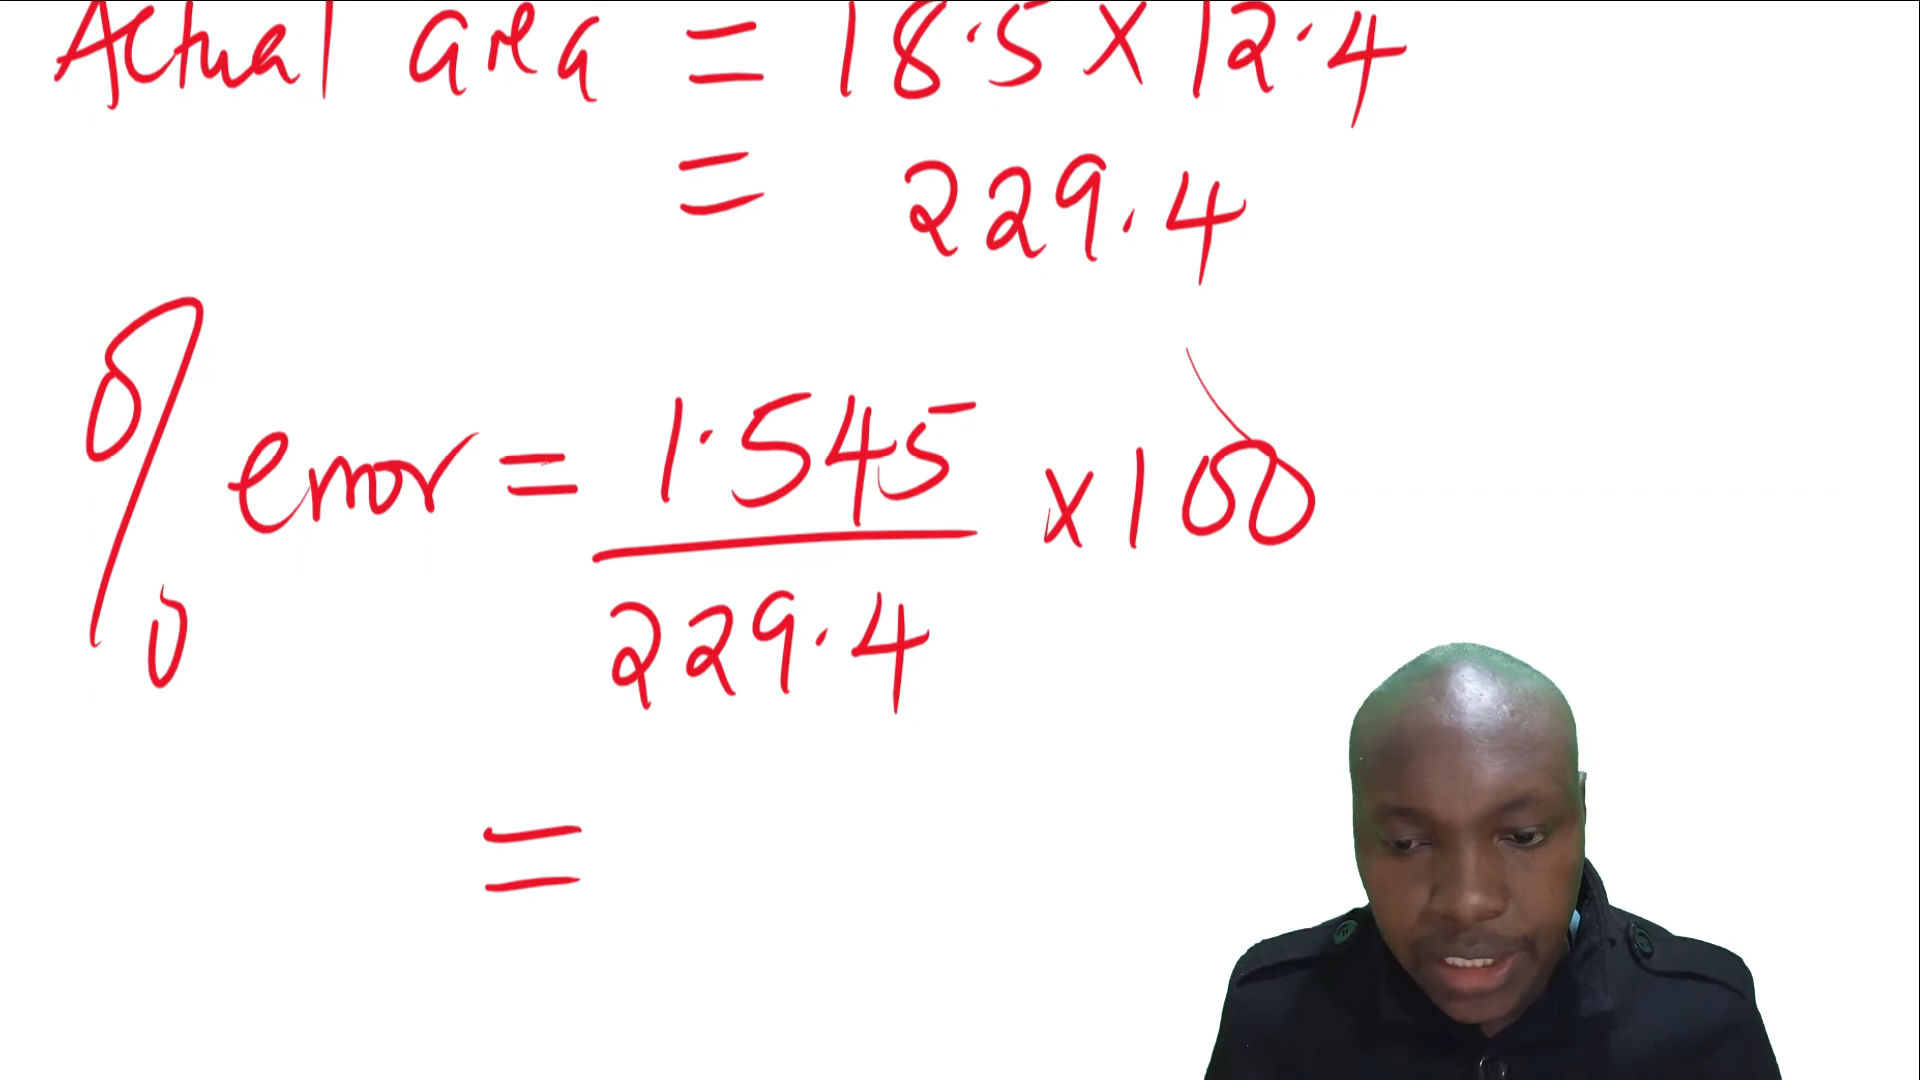 Actual area = 18.5 x 12.4
= 229.4
% error = 1.545 / 229.4 x 100
=